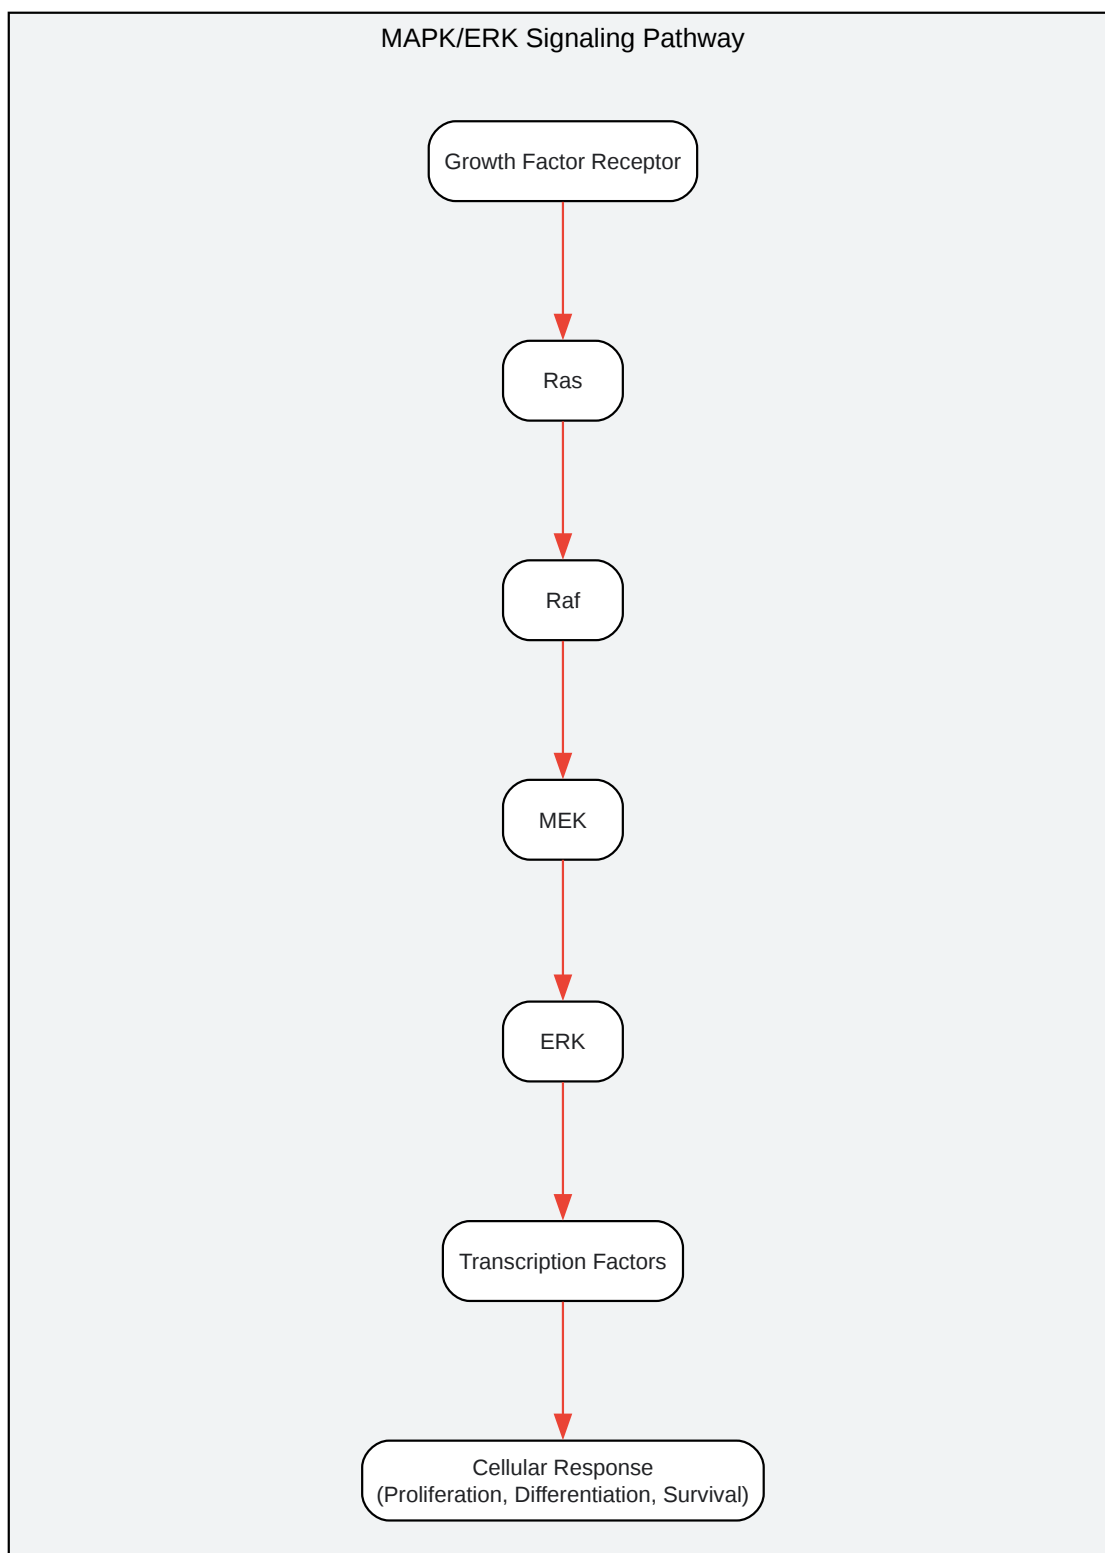 MAPK/ERK Signaling Pathway
Growth Factor Receptor
Ras
Raf
MEK
ERK
Transcription Factors
Cellular Response
(Proliferation, Differentiation, Survival)